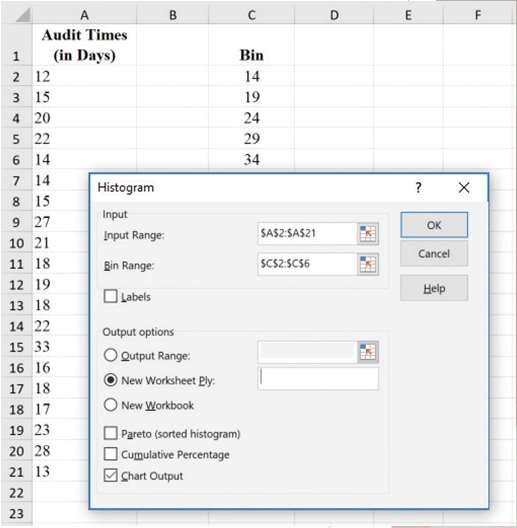 A B C D E F
Audit Times
1 (in Days) Bin
2 12 14
3 15 19
4 20 24
5 22 29
6 14 34
7 14
8 15
9 27
10 21
11 18
12 19
13 18
14 22
15 33
16 16
17 18
18 17
19 23
20 28
21 13
22
23
Histogram ? ×
Input
Input Range: $A$2:$A$21
Bin Range: $C$2:$C$6
Labels
OK
Cancel
Help
Output options
Output Range:
New Worksheet Ply:
New Workbook
Pareto (sorted histogram)
Cumulative Percentage
Chart Output